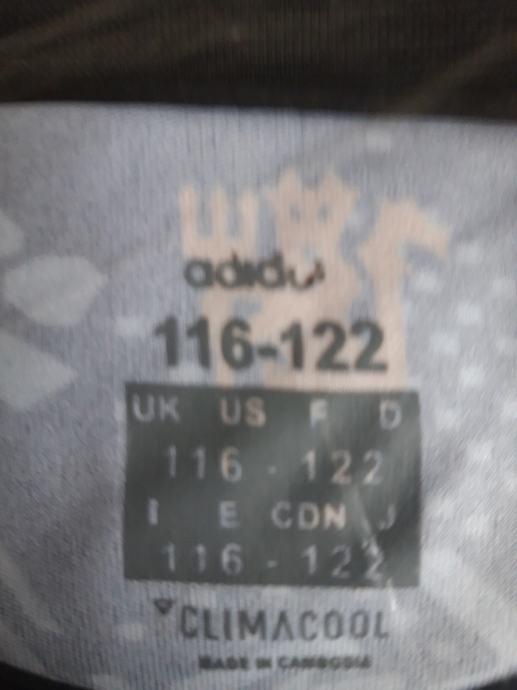 adidas
116-122
UK US F D
116 - 122
I E CDN J
116 - 122
CLIMACOOL
MADE IN CAMBODIA